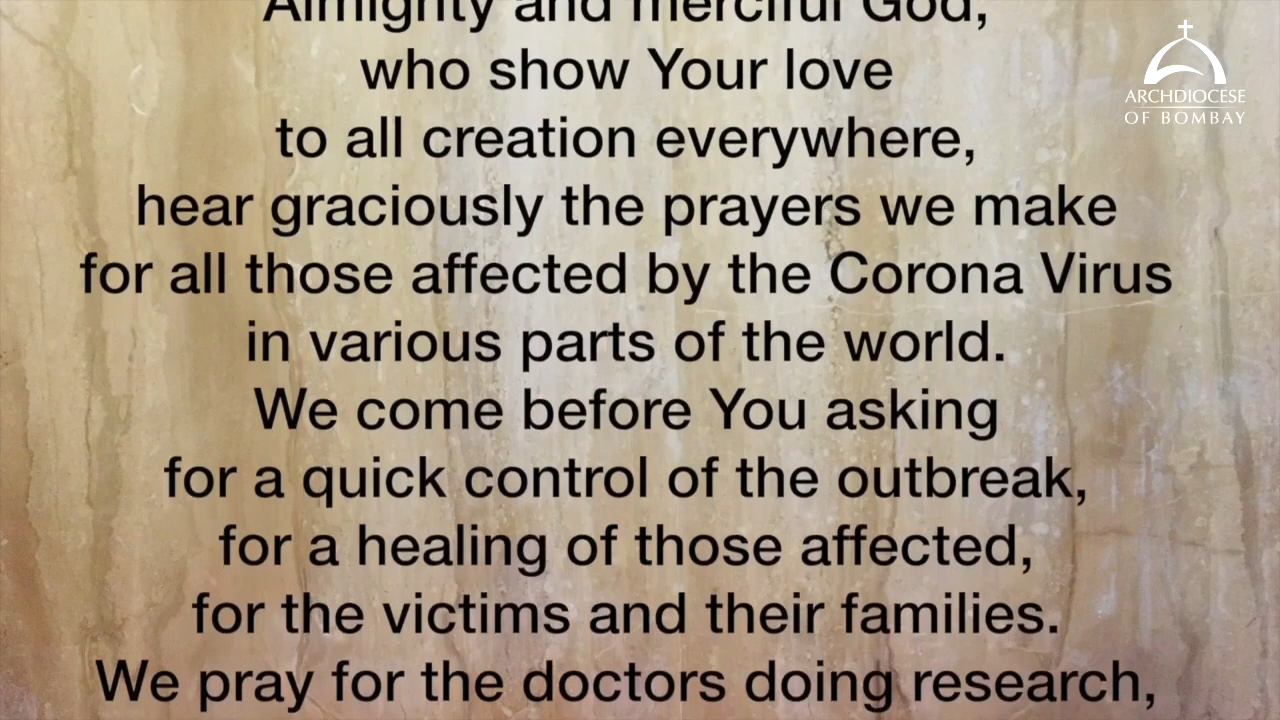 Almighty and merciful God,
who show Your love
to all creation everywhere,
hear graciously the prayers we make
for all those affected by the Corona Virus
in various parts of the world.
We come before You asking
for a quick control of the outbreak,
for a healing of those affected,
for the victims and their families.
We pray for the doctors doing research,
ARCHDIOCESE
OF BOMBAY